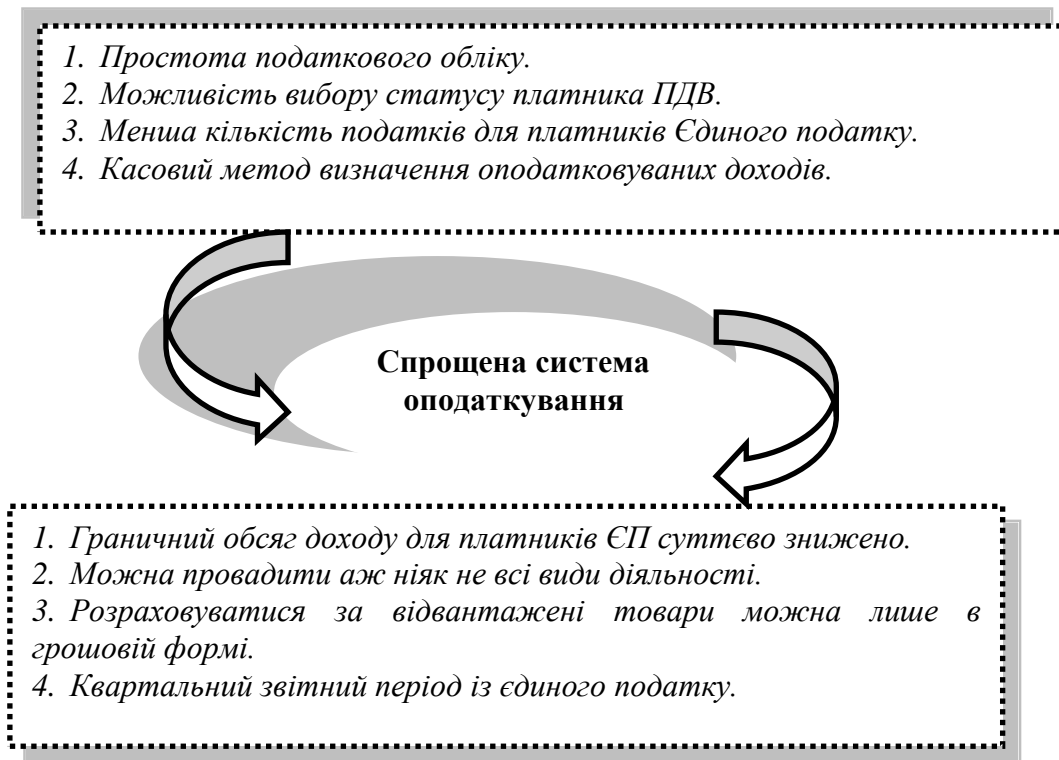 1. Простота податкового обліку.
2. Можливість вибору статусу платника ПДВ.
3. Менша кількість податків для платників Єдиного податку.
4. Касовий метод визначення оподатковуваних доходів.
Спрощена система
оподаткування
1. Граничний обсяг доходу для платників ЄП суттєво знижено.
2. Можна провадити аж ніяк не всі види діяльності.
3. Розраховуватися за відвантажені товари можна лише в
грошовій формі.
4. Квартальний звітний період із єдиного податку.